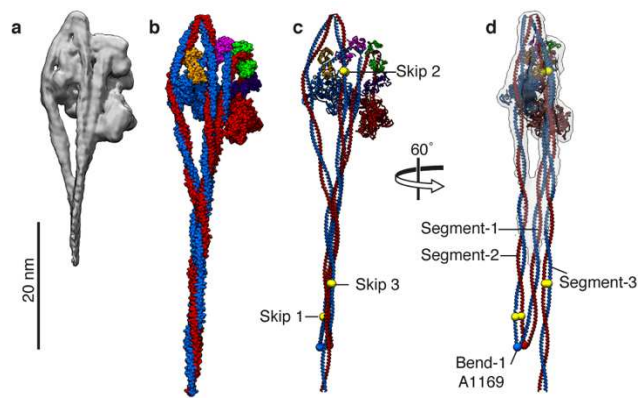 a
b
c
d
Skip 2
60°
Segment-1
Segment-2
20 nm
Skip 3
Segment-3
Skip 1
Bend-1
A1169